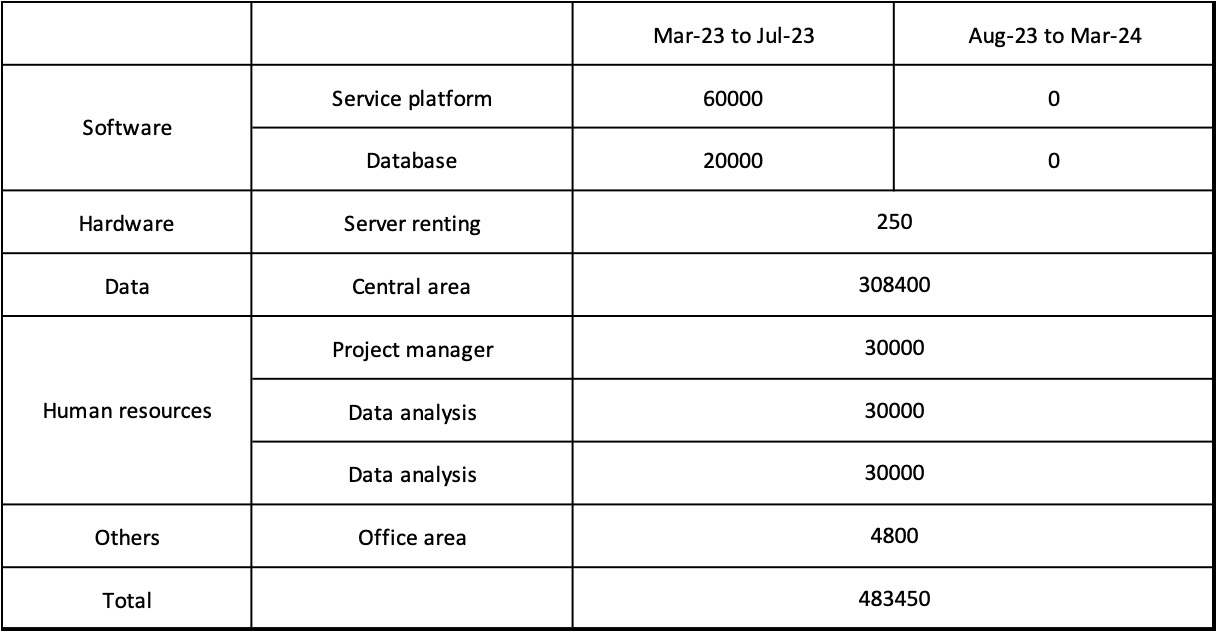 Mar-23 to Jul-23 Aug-23 to Mar-24
Software Service platform 60000 0
Database 20000 0
Hardware Server renting 250
Data Central area 308400
Human resources Project manager 30000
Data analysis 30000
Data analysis 30000
Others Office area 4800
Total 483450